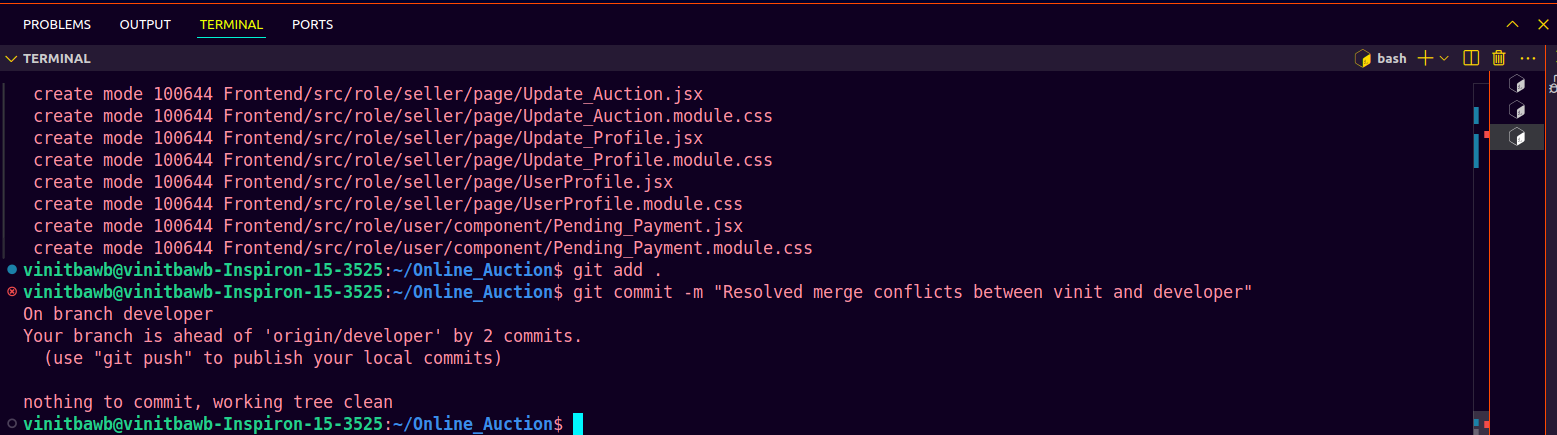 PROBLEMS OUTPUT TERMINAL PORTS
TERMINAL
bash
create mode 100644 Frontend/src/role/seller/page/Update_Auction.jsx
create mode 100644 Frontend/src/role/seller/page/Update_Auction.module.css
create mode 100644 Frontend/src/role/seller/page/Update_Profile.jsx
create mode 100644 Frontend/src/role/seller/page/Update_Profile.module.css
create mode 100644 Frontend/src/role/seller/page/UserProfile.jsx
create mode 100644 Frontend/src/role/seller/page/UserProfile.module.css
create mode 100644 Frontend/src/role/user/component/Pending_Payment.jsx
create mode 100644 Frontend/src/role/user/component/Pending_Payment.module.css
vinitbawb@vinitbawb-Inspiron-15-3525:~/Online_Auction$ git add .
vinitbawb@vinitbawb-Inspiron-15-3525:~/Online_Auction$ git commit -m "Resolved merge conflicts between vinit and developer"
On branch developer
Your branch is ahead of 'origin/developer' by 2 commits.
(use "git push" to publish your local commits)
nothing to commit, working tree clean
vinitbawb@vinitbawb-Inspiron-15-3525:~/Online_Auction$